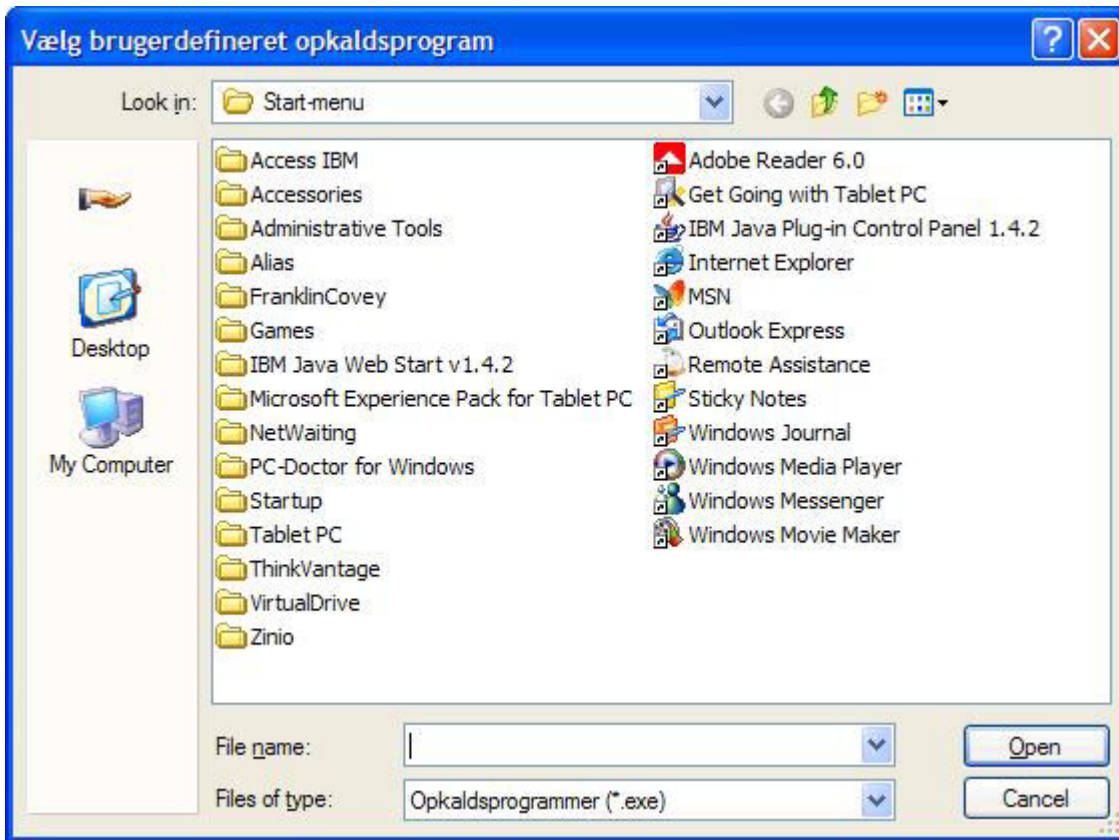 Vælg brugerdefineret opkaldsprogram
Look in: Start-menu
Desktop
My Computer
Access IBM
Accessories
Administrative Tools
Alias
FranklinCovey
Games
IBM Java Web Start v1.4.2
Microsoft Experience Pack for Tablet PC
NetWaiting
PC-Doctor for Windows
Startup
Tablet PC
ThinkVantage
VirtualDrive
Zinio
Adobe Reader 6.0
Get Going with Tablet PC
IBM Java Plug-in Control Panel 1.4.2
Internet Explorer
MSN
Outlook Express
Remote Assistance
Sticky Notes
Windows Journal
Windows Media Player
Windows Messenger
Windows Movie Maker
File name:
Open
Files of type: Opkaldsprogrammer (*.exe)
Cancel